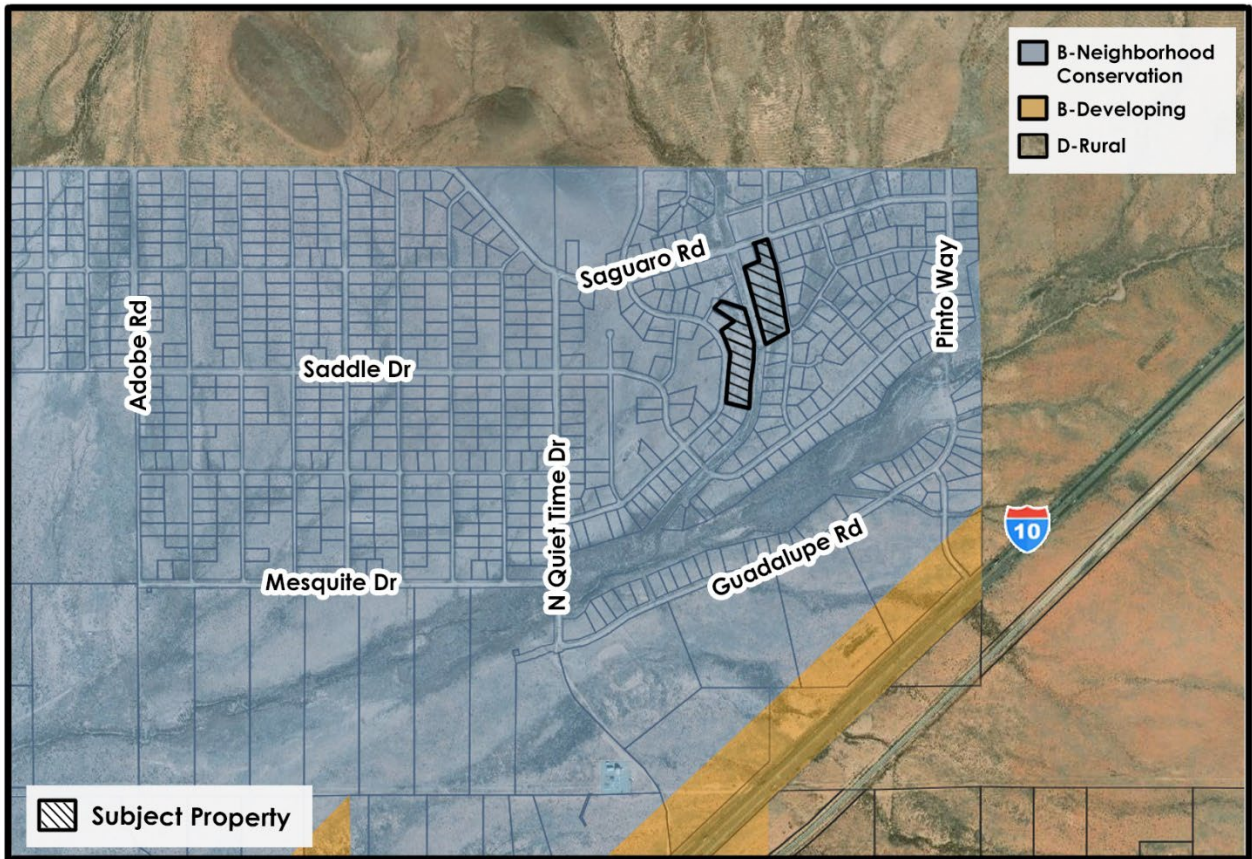 B-Neighborhood
Conservation
B-Developing
D-Rural
Saguaro Rd
Pinto Way
Adobe Rd
Saddle Dr
N Quiet Time Dr
10
Guadalupe Rd
Mesquite Dr
Subject Property